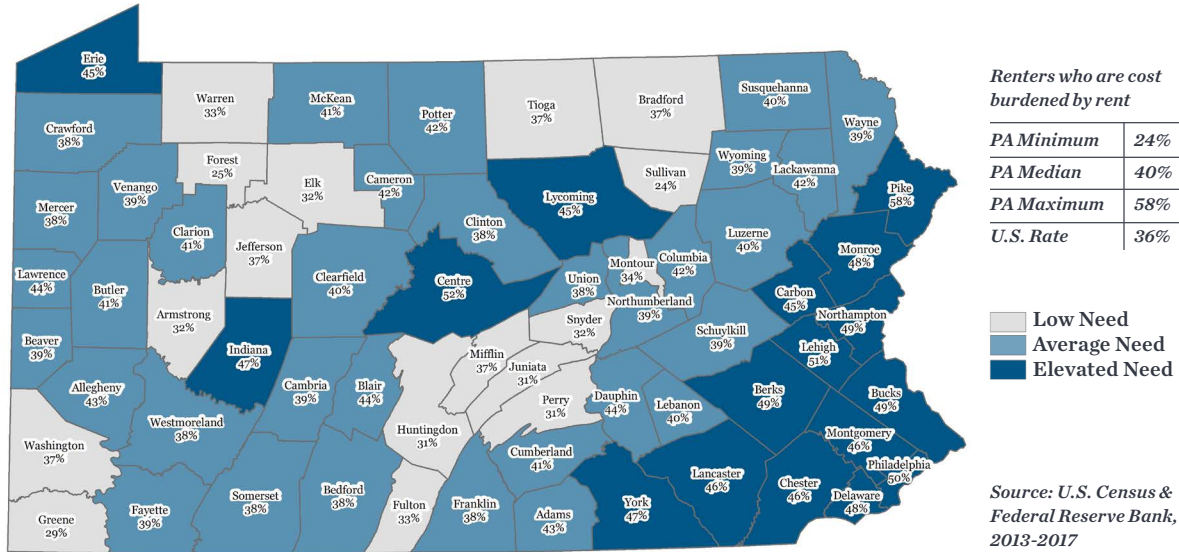 Erie
45%
Warren
33%
McKean
41%
Potter
42%
Tioga
37%
Bradford
37%
Susquehanna
40%
Wayne
39%
Crawford
38%
Forest
25%
Elk
32%
Cameron
42%
Sullivan
24%
Wyoming
39%
Lackawanna
42%
Pike
58%
Mercer
38%
Venango
39%
Clarion
41%
Jefferson
37%
Clearfield
40%
Clinton
38%
Lycoming
45%
Luzerne
40%
Monroe
48%
Lawrence
44%
Butler
41%
Armstrong
32%
Centre
52%
Union
38%
Montour
34%
Columbia
42%
Northumberland
39%
Carbon
45%
Northampton
49%
Beaver
39%
Indiana
47%
Snyder
32%
Mifflin
37%
Juniata
31%
Schuylkill
39%
Lehigh
51%
Allegheny
43%
Westmoreland
38%
Cambria
39%
Blair
44%
Huntingdon
31%
Perry
31%
Dauphin
44%
Lebanon
40%
Berks
49%
Bucks
49%
Montgomery
46%
Philadelphia
50%
Washington
37%
Greene
29%
Fayette
39%
Somerset
38%
Bedford
38%
Fulton
33%
Franklin
38%
Cumberland
41%
Adams
43%
York
47%
Lancaster
46%
Chester
46%
Delaware
48%
Renters who are cost
burdened by rent
PA Minimum 24%
PA Median 40%
PA Maximum 58%
U.S. Rate 36%
Low Need
Average Need
Elevated Need
Source: U.S. Census &
Federal Reserve Bank,
2013-2017